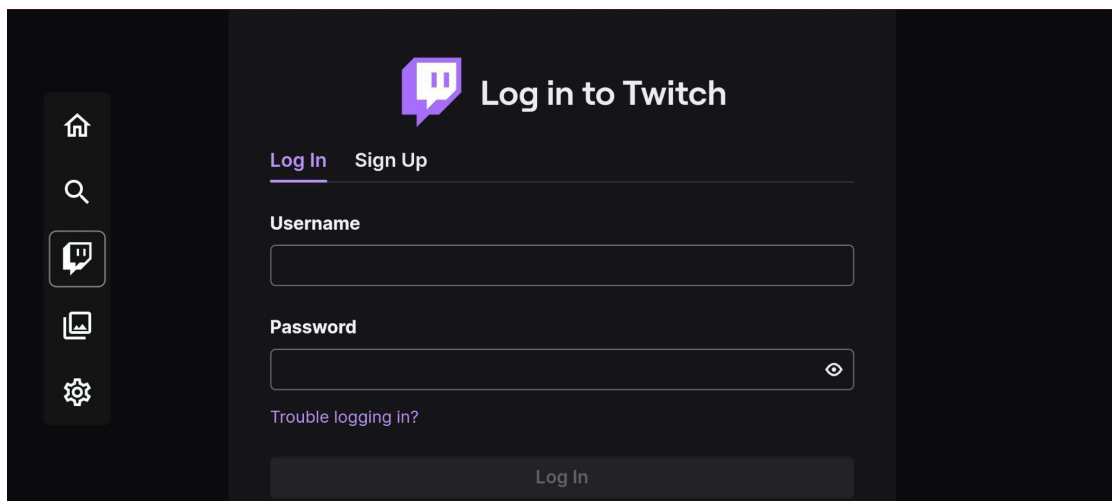 Log in to Twitch
Log In Sign Up
Username
Password
Trouble logging in?
Log In